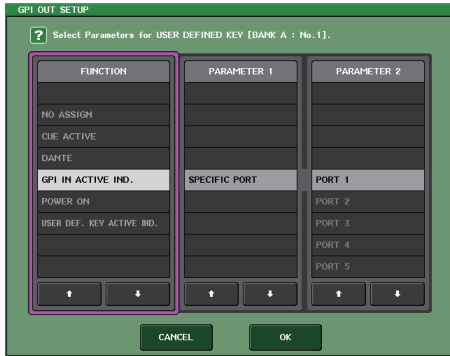 GPI OUT SETUP
? Select Parameters for USER DEFINED KEY [BANK A : No.1].
FUNCTION
NO ASSIGN
CUE ACTIVE
DANTE
GPI IN ACTIVE IND.
POWER ON
USER DEF. KEY ACTIVE IND.
PARAMETER 1
SPECIFIC PORT
PARAMETER 2
PORT 1
PORT 2
PORT 3
PORT 4
PORT 5
CANCEL
OK